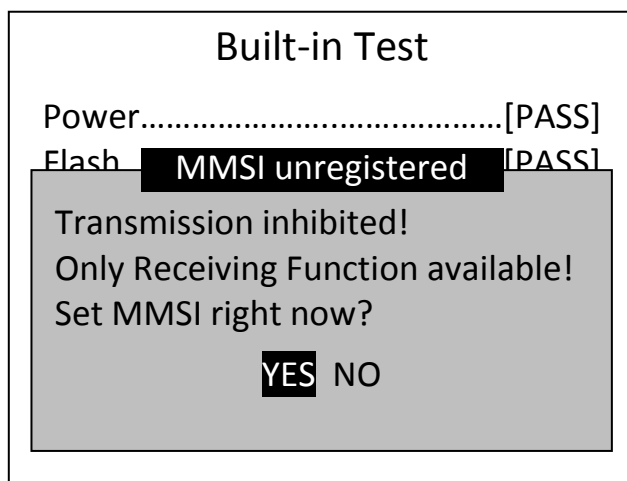 Built-in Test
Power…………………..…….…………[PASS]
Flash [PASS]
MMSI unregistered
Transmission inhibited!
Only Receiving Function available!
Set MMSI right now?
YES NO